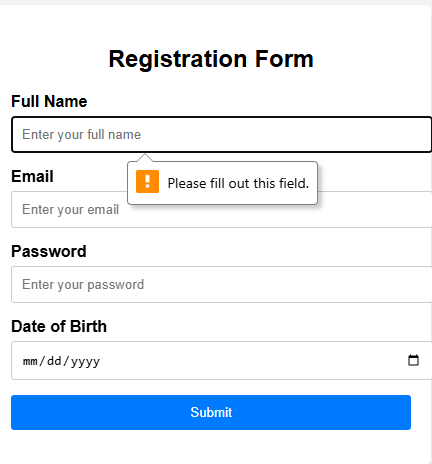 Registration Form
Full Name
Enter your full name
Please fill out this field.
Email
Enter your email
Password
Enter your password
Date of Birth
mm/dd/yyyy
Submit